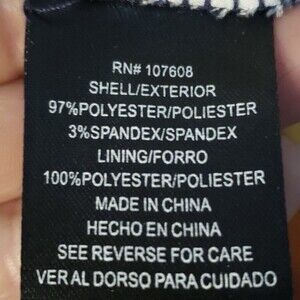 RN# 107608
SHELL/EXTERIOR
97%POLYESTER/POLIESTER
3%SPANDEX/SPANDEX
LINING/FORRO
100%POLYESTER/POLIESTER
MADE IN CHINA
HECHO EN CHINA
SEE REVERSE FOR CARE
VER AL DORSO PARA CUIDADO